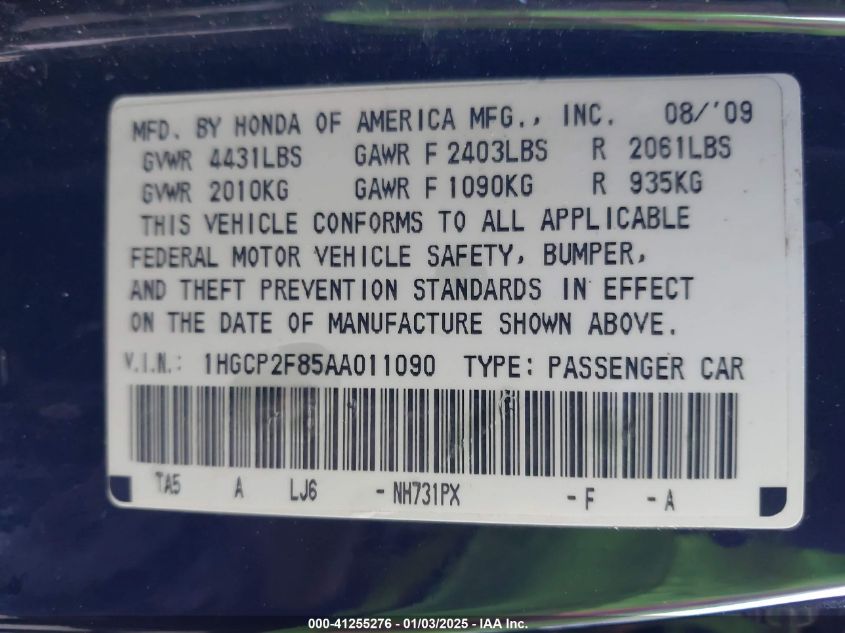 MFD. BY HONDA OF AMERICA MFG., INC. 08/'09
GVWR 4431LBS GAWR F 2403LBS R 2061LBS
GVWR 2010KG GAWR F 1090KG R 935KG
THIS VEHICLE CONFORMS TO ALL APPLICABLE
FEDERAL MOTOR VEHICLE SAFETY, BUMPER,
AND THEFT PREVENTION STANDARDS IN EFFECT
ON THE DATE OF MANUFACTURE SHOWN ABOVE.
V.I.N.: 1HGCP2F85AA011090 TYPE: PASSENGER CAR
TA5 A LJ6 - NH731PX - F - A
000-41255276 - 01/03/2025 - IAA Inc.